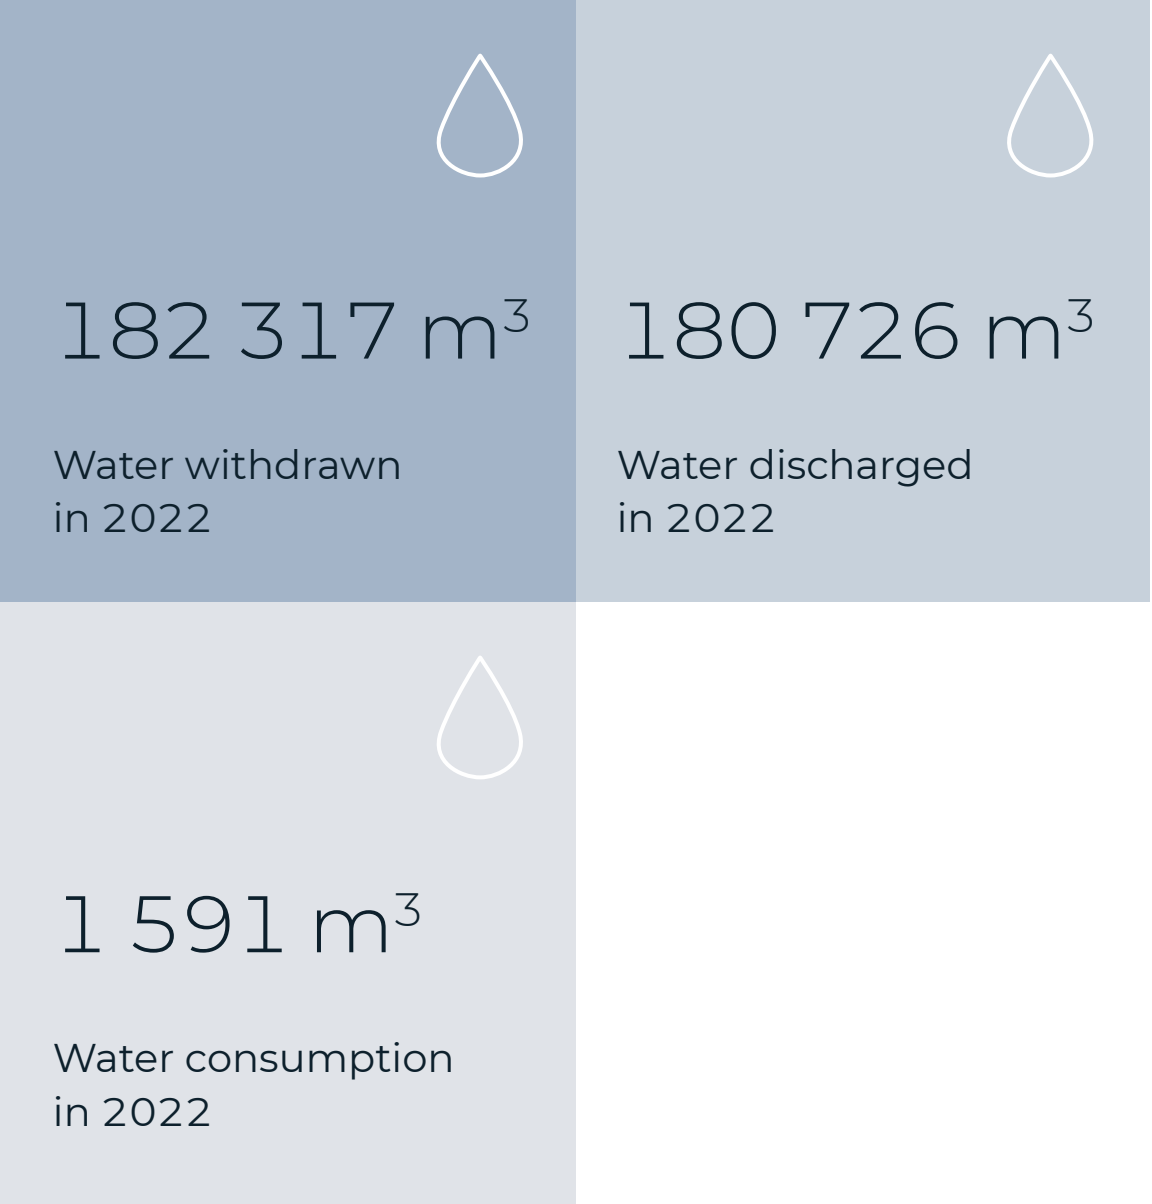 182 317 m³
Water withdrawn
in 2022
180 726 m³
Water discharged
in 2022
1 591 m³
Water consumption
in 2022